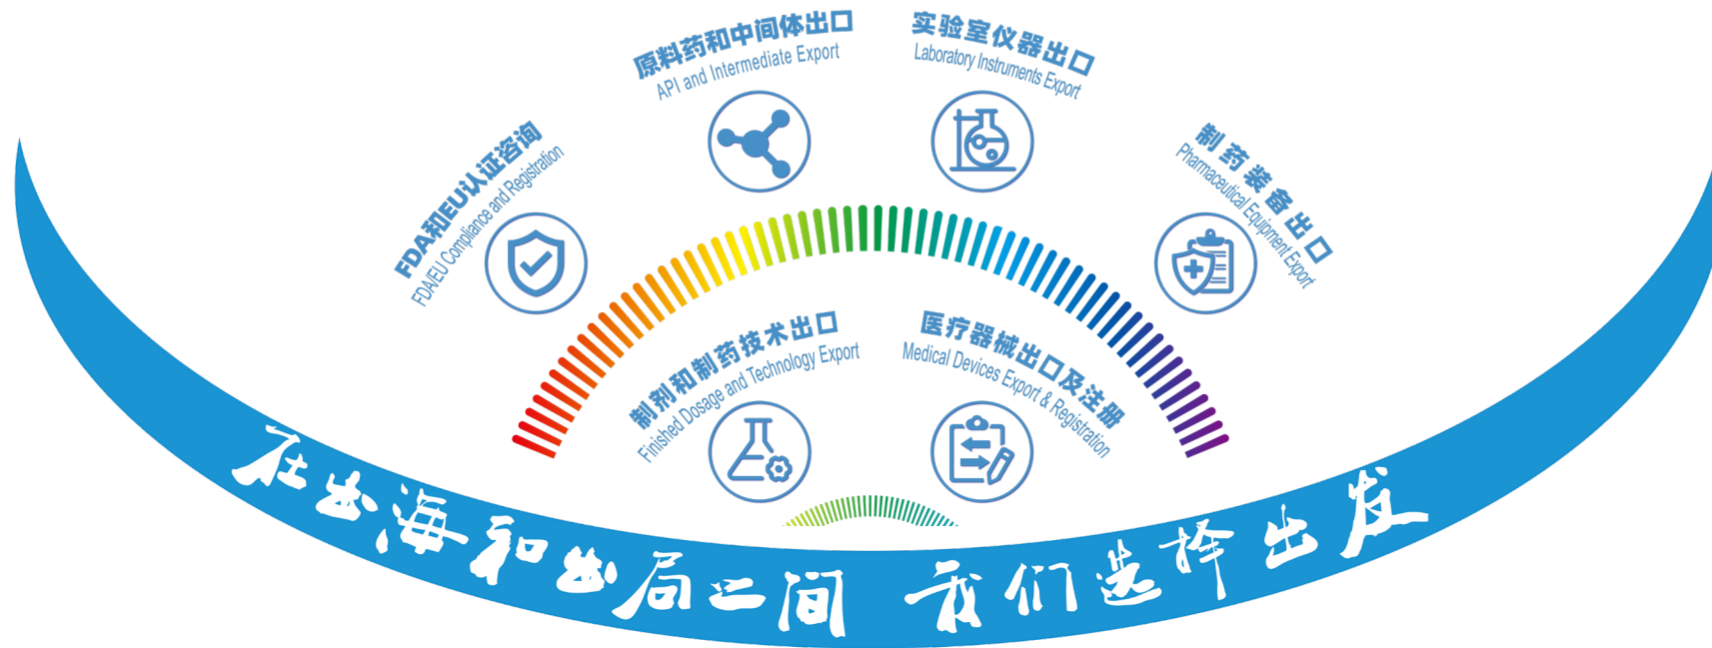 原料药和中间体出口
API and Intermediate Export
实验室仪器出口
Laboratory Instruments Export
FDA和EU认证咨询
FDA/EU Compliance and Registration
制药装备出口
Pharmaceutical Equipment Export
制剂和制药技术出口
Finished Dosage and Technology Export
医疗器械出口及注册
Medical Devices Export & Registration
在出海和出局之间 我们选择出发